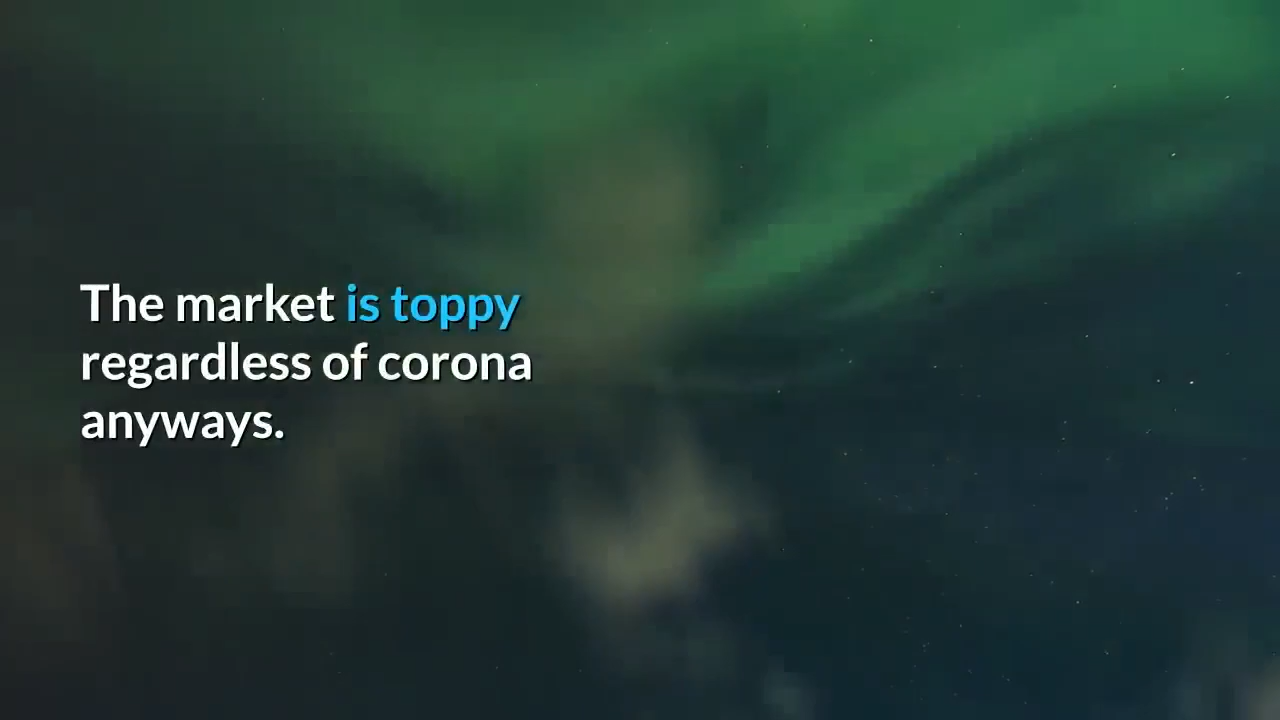 The market is toppy
regardless of corona
anyways.